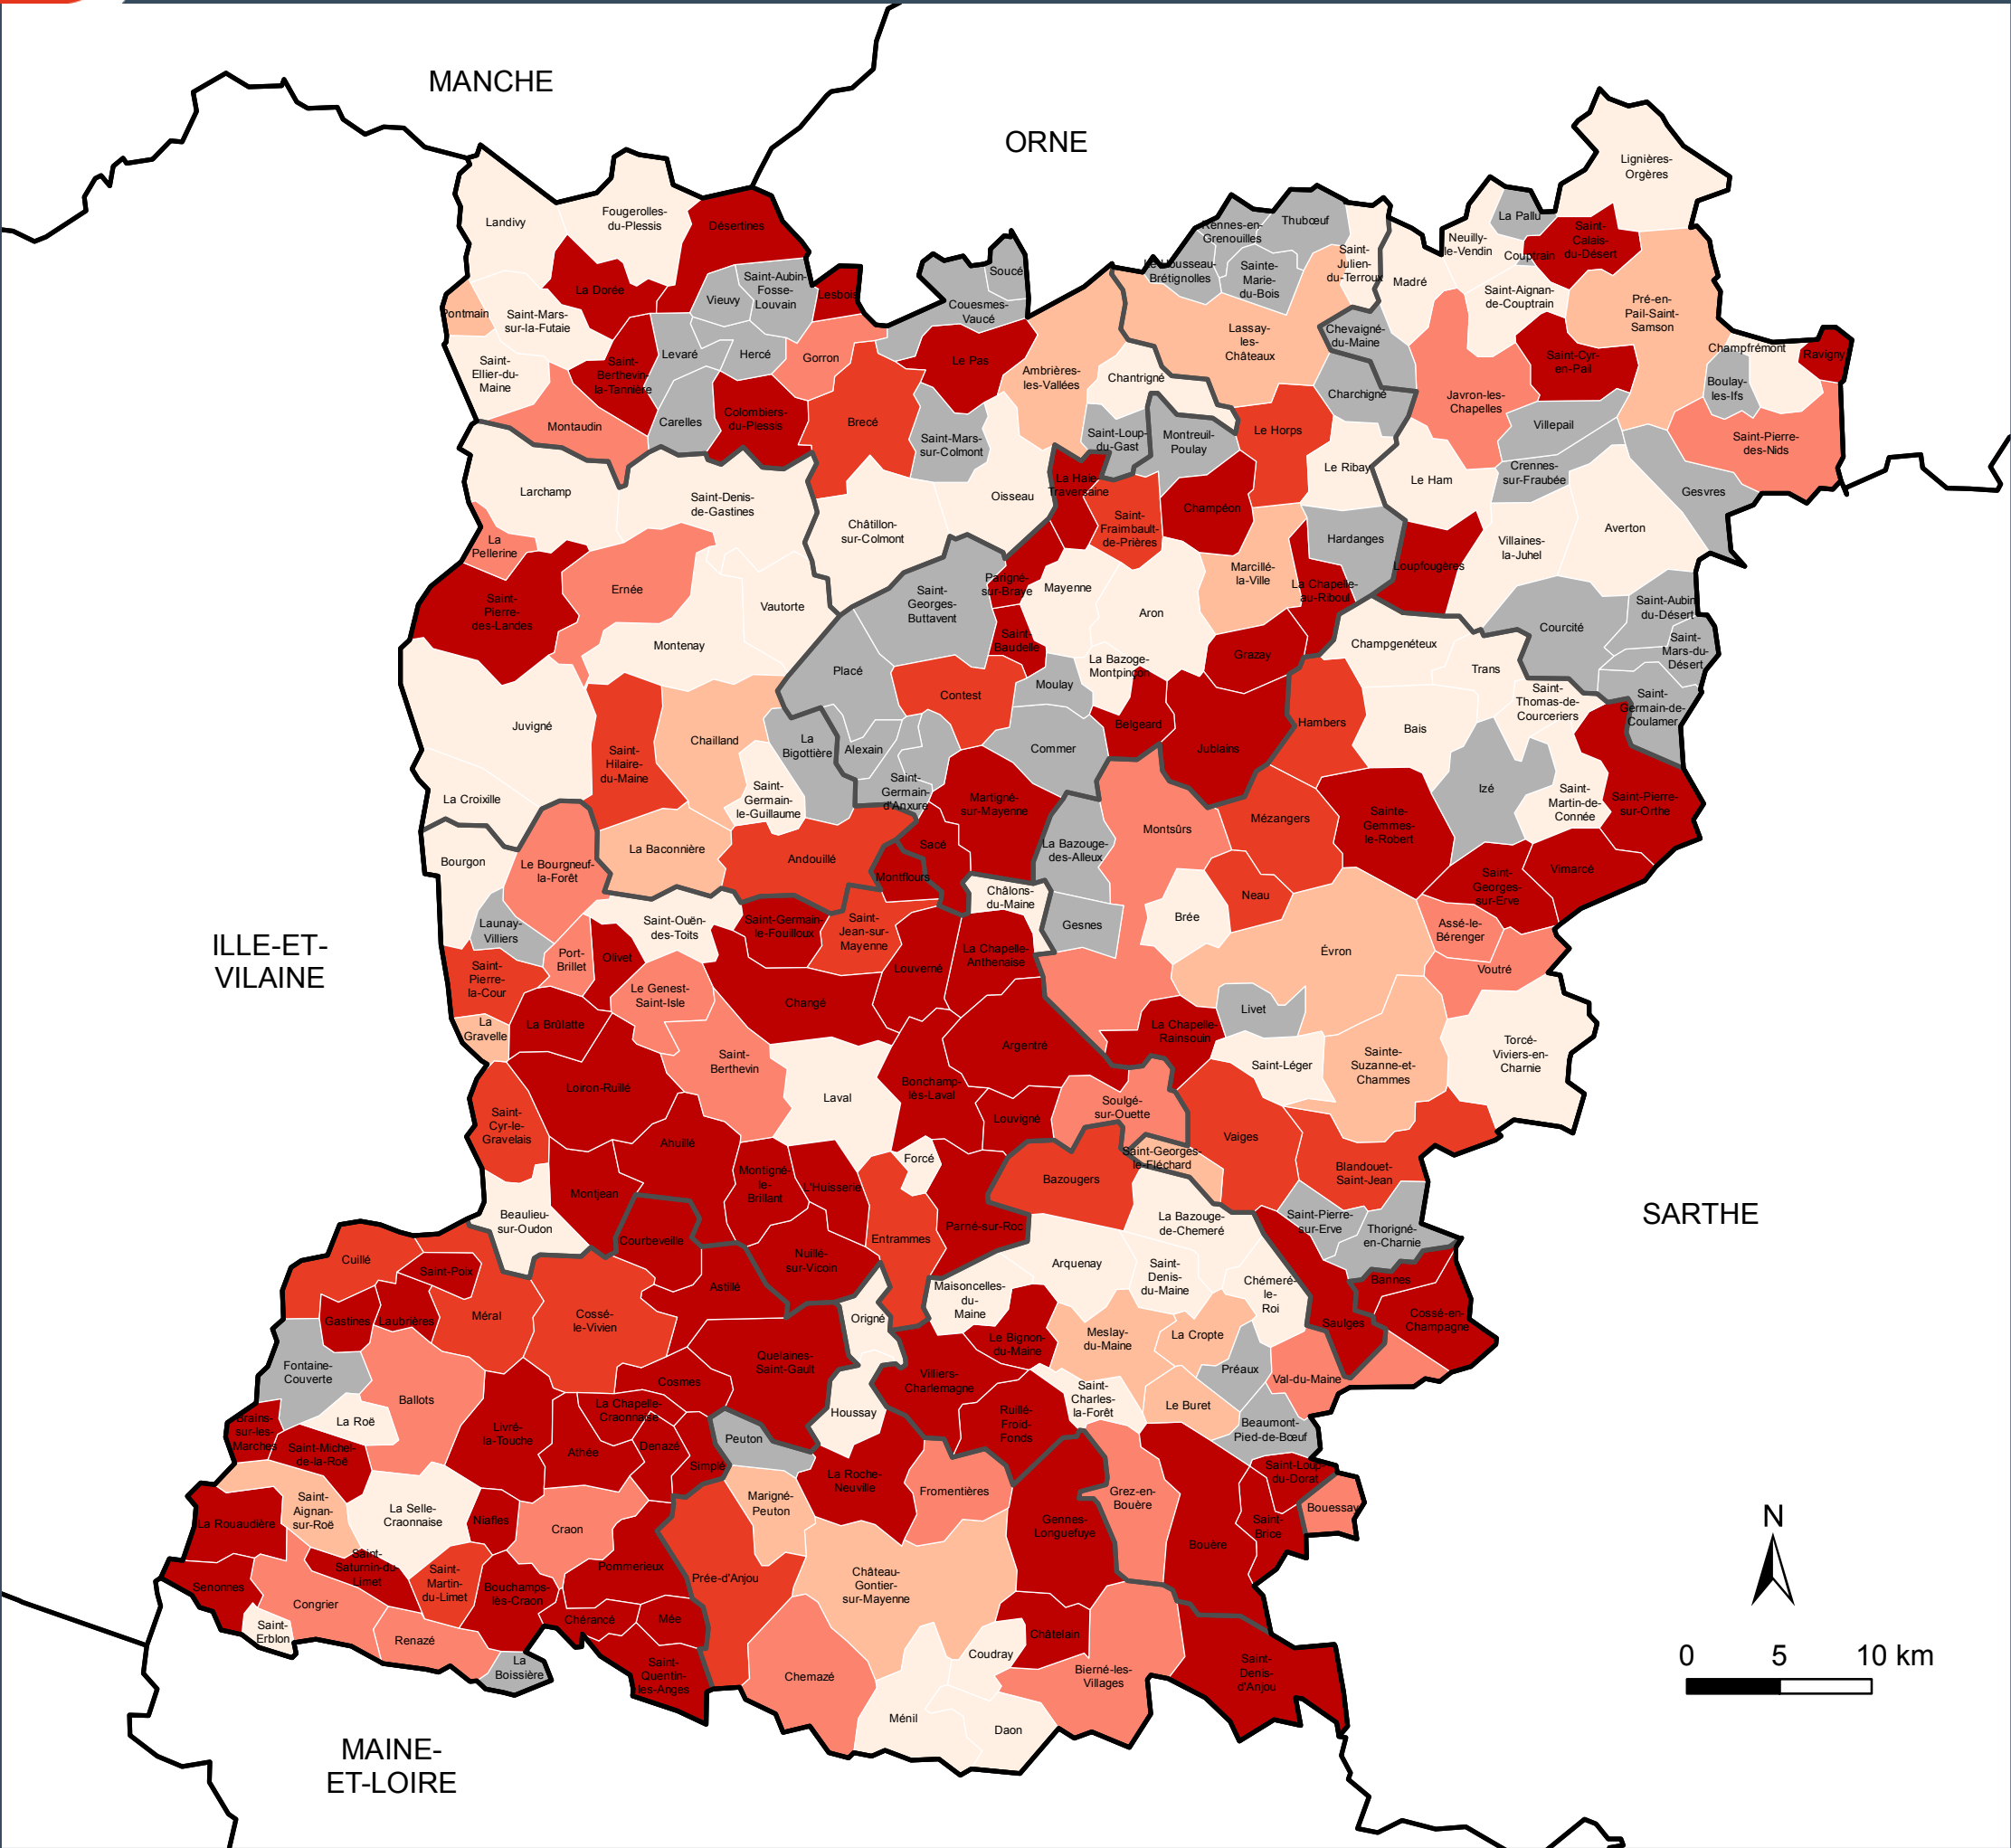 MANCHE
ORNE
Lignières-
Orgères
Landivy
Fougerolles-
du-Plessis
Désertines
Rennes-en-
Grenouilles
Thubœuf
La Pallu
Saint-
Calais-
du-Désert
Neuilly-
le-Vendin
Couptrain
Saint-
Julien-
du-Terroux
Le Housseau-
Brétignolles
Sainte-
Marie-
du-Bois
Madré
Soucé
Saint-Aubin-
Fosse-
Louvain
Lesbois
La Dorée
Vieuvy
Couesmes-
Vaucé
Saint-Aignan-
de-Couptrain
Pré-en-
Pail-Saint-
Samson
Pontmain
Saint-Mars-
sur-la-Futaie
Lassay-
les-
Châteaux
Chevaigné-
du-Maine
Champfrémont
Ravigny
Levaré
Hercé
Gorron
Le Pas
Saint-Cyr-
en-Pail
Saint-
Ellier-du-
Maine
Saint-
Berthevin-
la-Tannière
Ambrières-
les-Vallées
Chantrigné
Charchigné
Javron-les-
Chapelles
Boulay-
les-Ifs
Montaudin
Carelles
Colombiers-
du-Plessis
Brecé
Saint-Mars-
sur-Colmont
Saint-Loup-
du-Gast
Montreuil-
Poulay
Le Horps
Villepail
Saint-Pierre-
des-Nids
Larchamp
Saint-Denis-
de-Gastines
Oisseau
La Haie-
Traversaine
Le Ribay
Le Ham
Crennes-
sur-Fraubée
Gesvres
Châtillon-
sur-Colmont
Saint-
Fraimbault-
de-Prières
Champéon
Hardanges
Villaines-
la-Juhel
Averton
La
Pellerine
Ernée
Vautorte
Saint-
Georges-
Buttavent
Parigné-
sur-Braye
Mayenne
Aron
Marcillé-
la-Ville
La Chapelle-
au-Riboul
Loupfougères
Saint-
Pierre-
des-Landes
Montenay
Saint-
Baudelle
Grazay
Champgenéteux
Courcité
Saint-Aubin-
du-Désert
Saint-
Mars-du-
Désert
Placé
Contest
Moulay
La Bazoge-
Montpinçon
Trans
Juvigné
Saint-
Hilaire-
du-Maine
Chailland
La
Bigottière
Alexain
Commer
Belgeard
Jublains
Hambers
Bais
Saint-
Thomas-de-
Courceriers
Saint-
Germain-de-
Coulamer
La Croixille
Saint-
Germain-
le-Guillaume
Saint-
Germain-
d'Anxure
Martigné-
sur-Mayenne
Izé
Saint-
Martin-de-
Connée
Saint-Pierre-
sur-Orthe
Bourgon
Le Bourgneuf-
la-Forêt
La Baconnière
Andouillé
Sacé
Montflours
La Bazouge-
des-Alleux
Montsûrs
Mézangers
Sainte-
Gemmes-
le-Robert
Vimarcé
Saint-
Georges-
sur-Erve
Neau
Châlons-
du-Maine
Launay-
Villiers
Saint-Ouën-
des-Toits
Saint-Germain-
le-Fouilloux
Saint-
Jean-sur-
Mayenne
Gesnes
Brée
Assé-le-
Bérenger
ILLE-ET-
VILAINE
Saint-
Pierre-
la-Cour
Port-
Brillet
Olivet
Louverné
La Chapelle-
Anthenaise
Évron
Voutré
Le Genest-
Saint-Isle
Changé
Livet
La
Gravelle
La Brûlatte
Argentré
La Chapelle-
Rainsouin
Torcé-
Viviers-en-
Charnie
Loiron-Ruillé
Saint-
Berthevin
Saint-Léger
Sainte-
Suzanne-et-
Chammes
Laval
Bonchamp-
lès-Laval
Louvigné
Soulgé-
sur-Ouette
Saint-
Cyr-le-
Gravelais
Ahuillé
Vaiges
Forcé
Saint-Georges-
le-Fléchard
Bazougers
Blandouet-
Saint-Jean
Montjean
Montigné-
le-
Brillant
L'Huisserie
Beaulieu-
sur-Oudon
Courbeveille
Entrammes
Parné-sur-Roc
La Bazouge-
de-Chemeré
Saint-Pierre-
sur-Erve
Thorigné-
en-Charnie
SARTHE
Cuillé
Saint-Poix
Nuillé-
sur-Vicoin
Astillé
Arquenay
Saint-
Denis-
du-Maine
Chémeré-
le-
Roi
Bannes
Gastines
Laubrières
Méral
Cossé-
le-Vivien
Origné
Maisoncelles-
du-
Maine
Le Bignon-
du-Maine
Meslay-
du-Maine
La Cropte
Saulges
Cossé-en-
Champagne
Fontaine-
Couverte
Quelaines-
Saint-Gault
Villiers-
Charlemagne
Préaux
Val-du-Maine
Ballots
Cosmes
Saint-
Charles-
la-Forêt
Le Buret
Brains-
sur-les-
Marches
La Roë
La Chapelle-
Craonnaise
Houssay
Ruillé-
Froid-
Fonds
Beaumont-
Pied-de-Bœuf
Saint-Michel-
de-la-Roë
Livré-
la-Touche
Athée
Denazé
Peuton
Simplé
La Roche-
Neuville
Fromentières
Saint-Loup-
du-Dorat
Grez-en-
Bouère
Bouessay
Saint-
Aignan-
sur-Roë
La Selle-
Craonnaise
Niafles
Craon
Marigné-
Peuton
Gennes-
Longuefuye
Saint-
Brice
La Rouaudière
Bouère
Saint-
Saturnin-du-
Limet
Saint-
Martin-
du-Limet
Pommerieux
Prée-d'Anjou
Château-
Gontier-
sur-Mayenne
Senonnes
Congrier
Bouchamps-
lès-Craon
Chérancé
Mée
Saint-
Erblon
Renazé
La
Boissière
Saint-
Quentin-
les-Anges
Chemazé
Coudray
Châtelain
Bierné-les-
Villages
Saint-
Denis-
d'Anjou
Ménil
Daon
MAINE-
ET-LOIRE
N
0 5 10 km